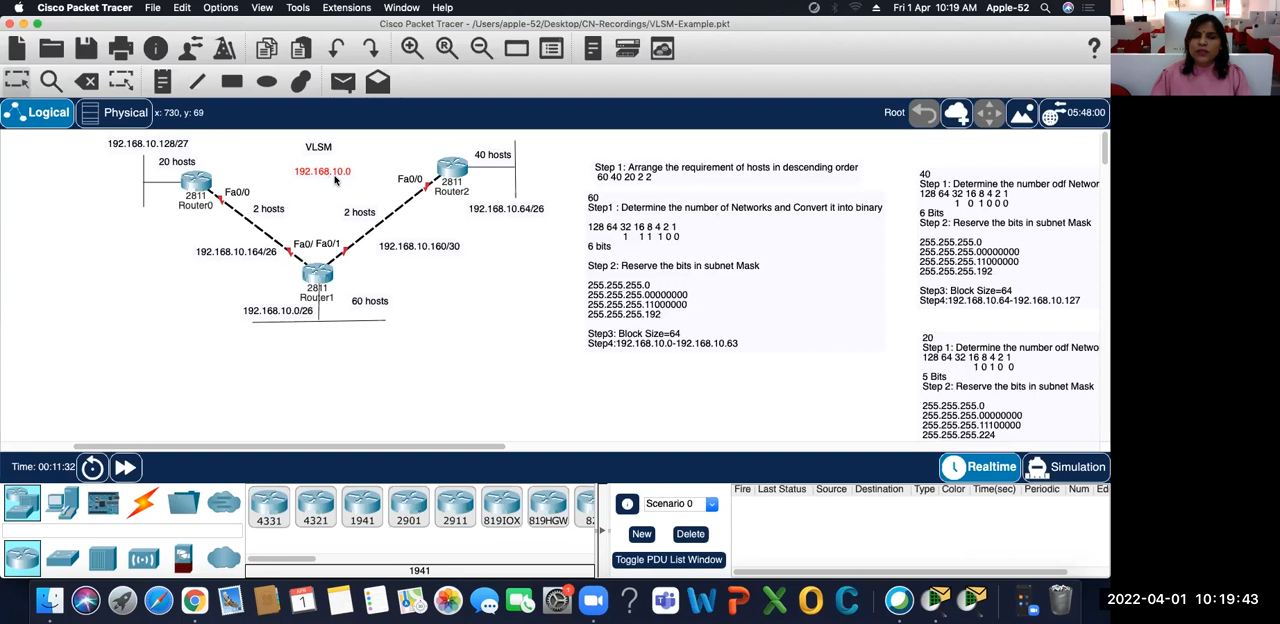 Cisco Packet Tracer File Edit Options View Tools Extensions Window Help
Fri 1 Apr 10:19 AM Apple-52
Cisco Packet Tracer - /Users/apple-52/Desktop/CN-Recordings/VLSM-Example.pkt
?
Logical Physical x: 730, y: 69
Root 05:48:00
192.168.10.128/27
20 hosts
VLSM
192.168.10.0
40 hosts
Fa0/0
2811
Router0
Fa0/0
2811
Router2
2 hosts
2 hosts
192.168.10.64/26
192.168.10.164/26
Fa0/ Fa0/1
192.168.10.160/30
2811
Router1
60 hosts
192.168.10.0/26
Step 1: Arrange the requirement of hosts in descending order
60 40 20 2 2
60
Step1 : Determine the number of Networks and Convert it into binary
128 64 32 16 8 4 2 1
1 1 1 1 0 0
6 bits
Step 2: Reserve the bits in subnet Mask
255.255.255.0
255.255.255.00000000
255.255.255.11000000
255.255.255.192
Step3: Block Size=64
Step4:192.168.10.0-192.168.10.63
40
Step 1: Determine the number odf Networ
128 64 32 16 8 4 2 1
1 0 1 0 0 0
6 Bits
Step 2: Reserve the bits in subnet Mask
255.255.255.0
255.255.255.00000000
255.255.255.11000000
255.255.255.192
Step3: Block Size=64
Step4:192.168.10.64-192.168.10.127
20
Step 1: Determine the number odf Netwo
128 64 32 16 8 4 2 1
1 0 1 0 0
5 Bits
Step 2: Reserve the bits in subnet Mask
255.255.255.0
255.255.255.00000000
255.255.255.11100000
255.255.255.224
Time: 00:11:32
Realtime Simulation
4331 4321 1941 2901 2911 819IOX 819HGW 82
1941
Scenario 0
New Delete
Toggle PDU List Window
Fire Last Status Source Destination Type Color Time(sec) Periodic Num Ed
2022-04-01 10:19:43